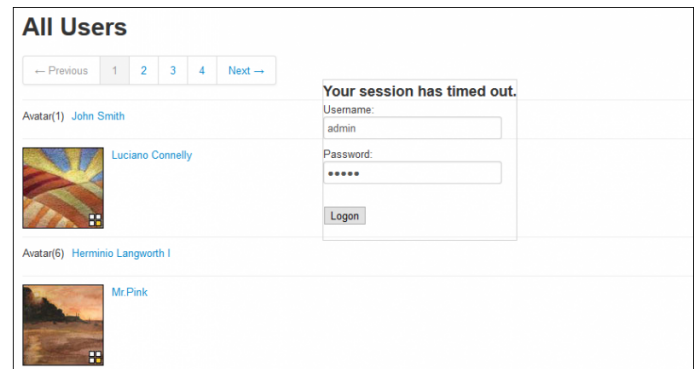 All Users
← Previous 1 2 3 4 Next →
Your session has timed out.
Username:
admin
Password:
•••••
Logon
Avatar(1) John Smith
Luciano Connelly
Avatar(6) Herminio Langworth I
Mr.Pink